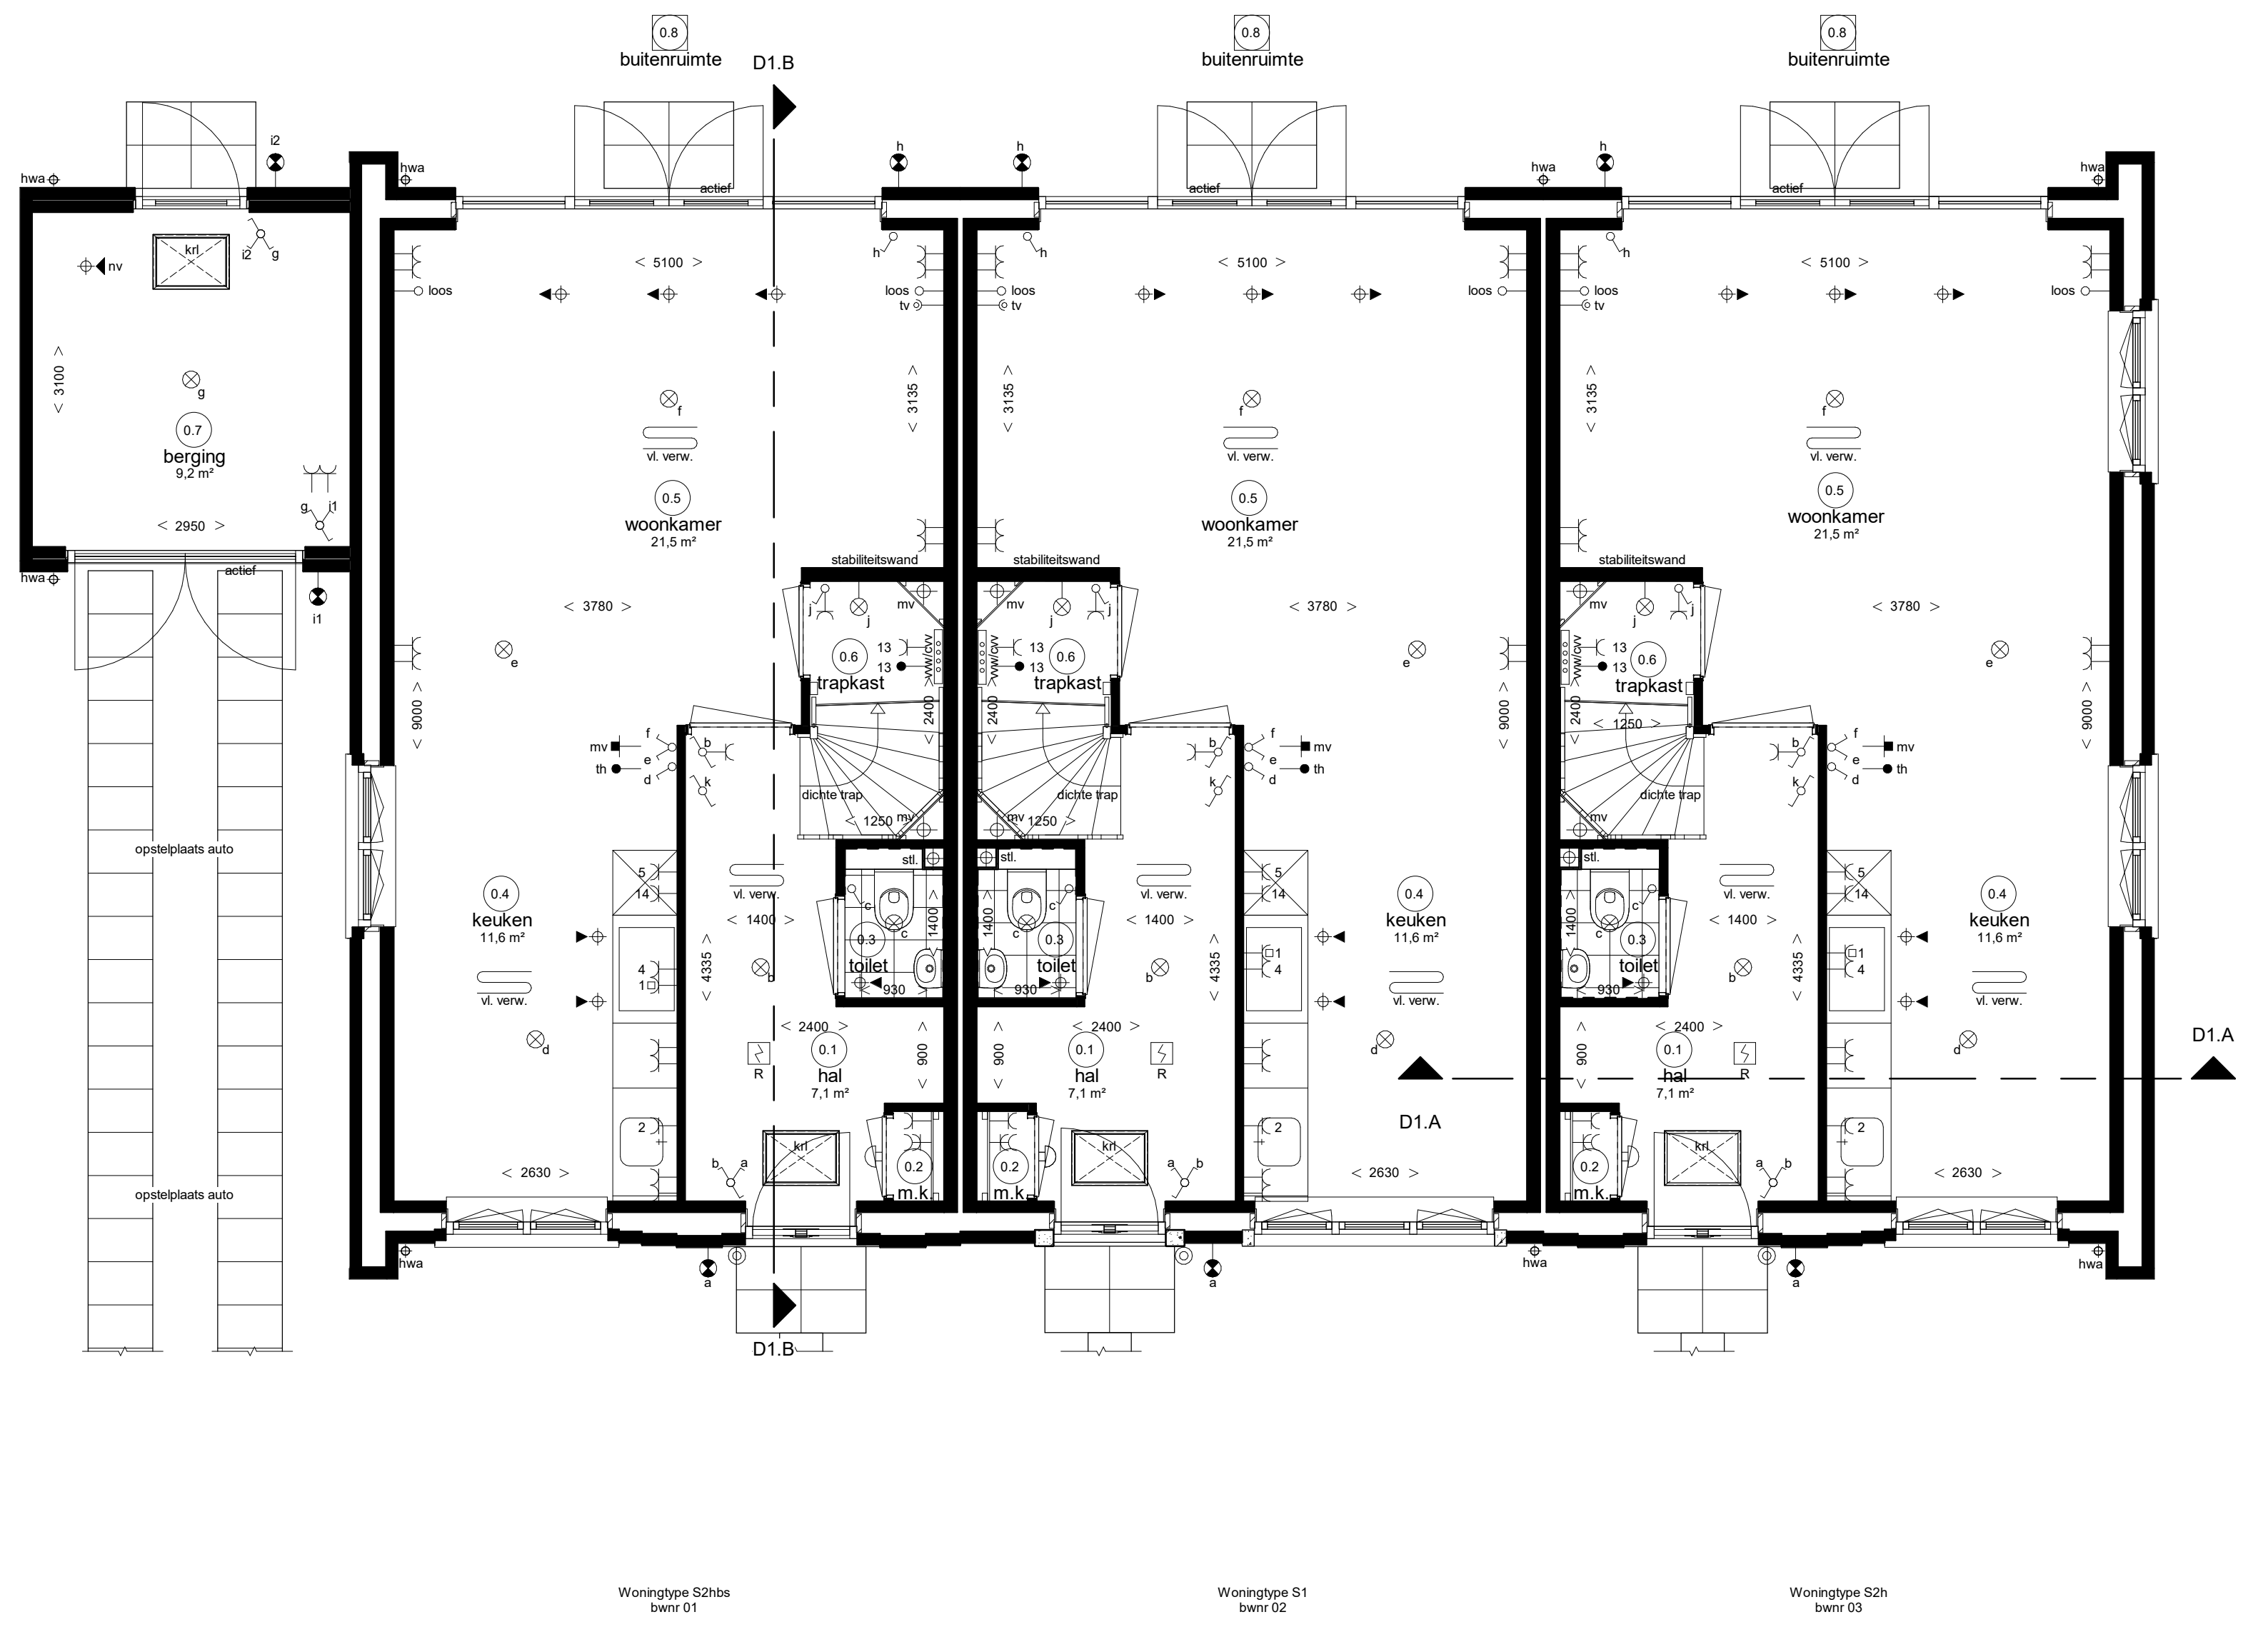 0.8
buitenruimte
D1.B
0.8
buitenruimte
0.8
buitenruimte
i2
hwa
hwa
h
h
hwa
h
hwa
actief
actief
actief
krl
i2
g
nv
h
h
h
< 5100 >
< 5100 >
< 5100 >
loos
loos
tv
loos
tv
loos
loos
tv
loos
< 3100 >
g
0.7
berging
9,2 m²
g
i1
< 2950 >
hwa
actief
i1
f
vl. verw.
< 3135 >
< 3135 >
f
vl. verw.
< 3135 >
f
vl. verw.
0.5
woonkamer
21,5 m²
0.5
woonkamer
21,5 m²
0.5
woonkamer
21,5 m²
stabiliteitswand
stabiliteitswand
stabiliteitswand
< 3780 >
< 3780 >
< 3780 >
j
j
mv
mv
j
j
mv
j
j
e
e
e
0.6
trapkast
13
13
vw/cvv
vw/cvv
13
13
0.6
trapkast
vw/cvv
13
13
0.6
trapkast
< 9000 >
< 2400 >
< 2400 >
< 9000 >
< 2400 >
< 1250 >
< 9000 >
mv
th
f
e
d
b
k
b
k
f
e
d
mv
th
b
k
f
e
d
mv
th
dichte trap
dichte trap
dichte trap
< 1250 >
mv
mv
1250 >
mv
opstelplaats auto
stl.
stl.
stl.
5
14
vl. verw.
< 1400 >
c
c
< 1400 >
< 1400 >
c
c
vl. verw.
< 1400 >
5
14
< 1400 >
c
c
vl. verw.
< 1400 >
5
14
0.4
keuken
11,6 m²
0.4
keuken
11,6 m²
0.4
keuken
11,6 m²
vl. verw.
4
1
< 4335 >
b
0.3
toilet
< 930 >
0.3
toilet
< 930 >
b
< 4335 >
1
4
vl. verw.
0.3
toilet
< 930 >
b
< 4335 >
1
4
vl. verw.
d
R
< 2400 >
0.1
hal
7,1 m²
< 900 >
< 900 >
< 2400 >
0.1
hal
7,1 m²
R
d
< 900 >
< 2400 >
0.1
hal
7,1 m²
R
d
D1.A
D1.A
2
2
2
opstelplaats auto
< 2630 >
b
a
krl
0.2
m.k.
0.2
m.k.
krl
a
b
< 2630 >
0.2
m.k.
krl
a
b
< 2630 >
hwa
a
a
hwa
a
hwa
D1.B
Woningtype S2hbs
bwnr 01
Woningtype S1
bwnr 02
Woningtype S2h
bwnr 03